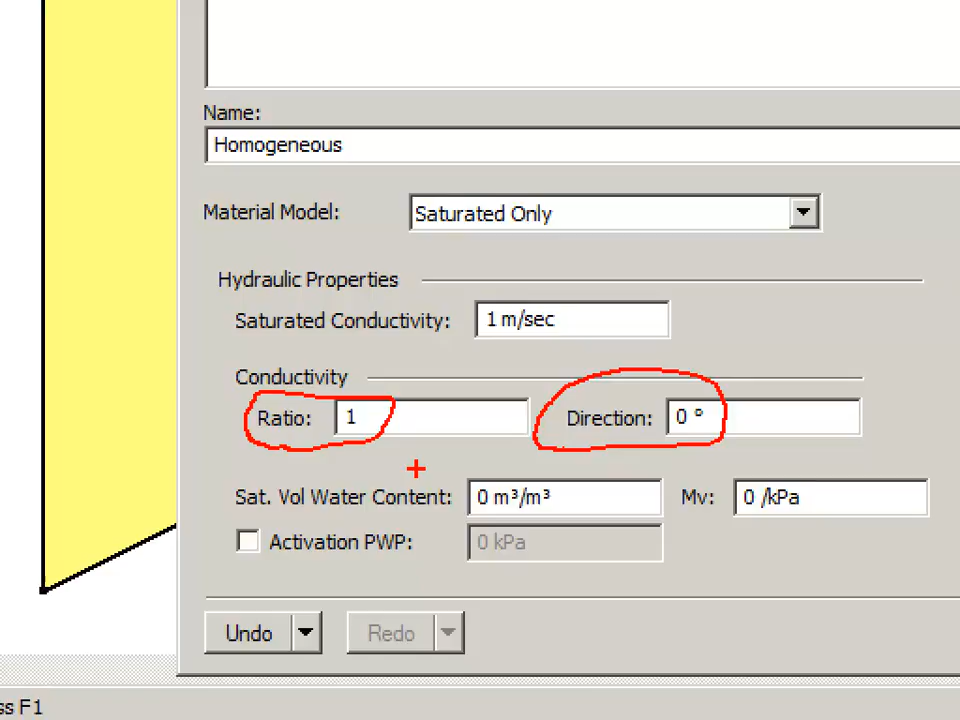 Name:
Homogeneous
Material Model: Saturated Only
Hydraulic Properties
Saturated Conductivity: 1 m/sec
Conductivity
Ratio: 1 Direction: 0 °
Sat. Vol Water Content: 0 m³/m³ Mv: 0 /kPa
Activation PWP: 0 kPa
Undo Redo
ss F1